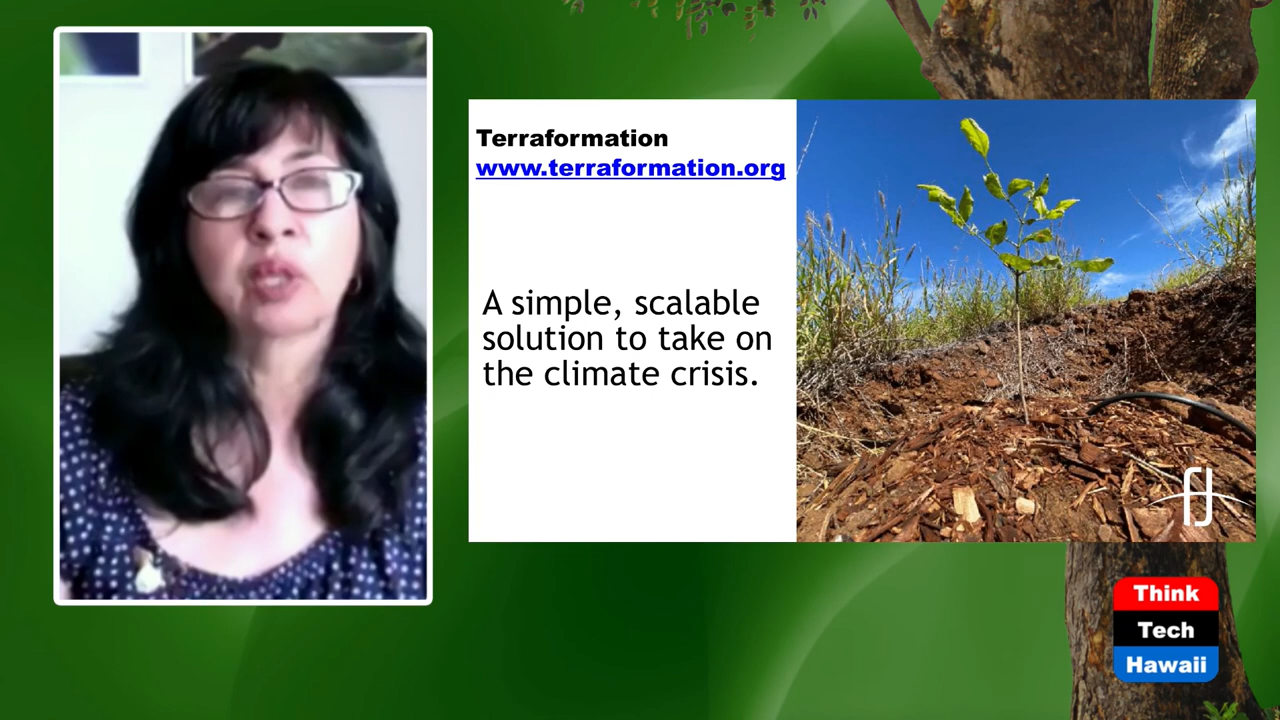 Terraformation
www.terraformation.org
A simple, scalable
solution to take on
the climate crisis.
Think
Tech
Hawaii